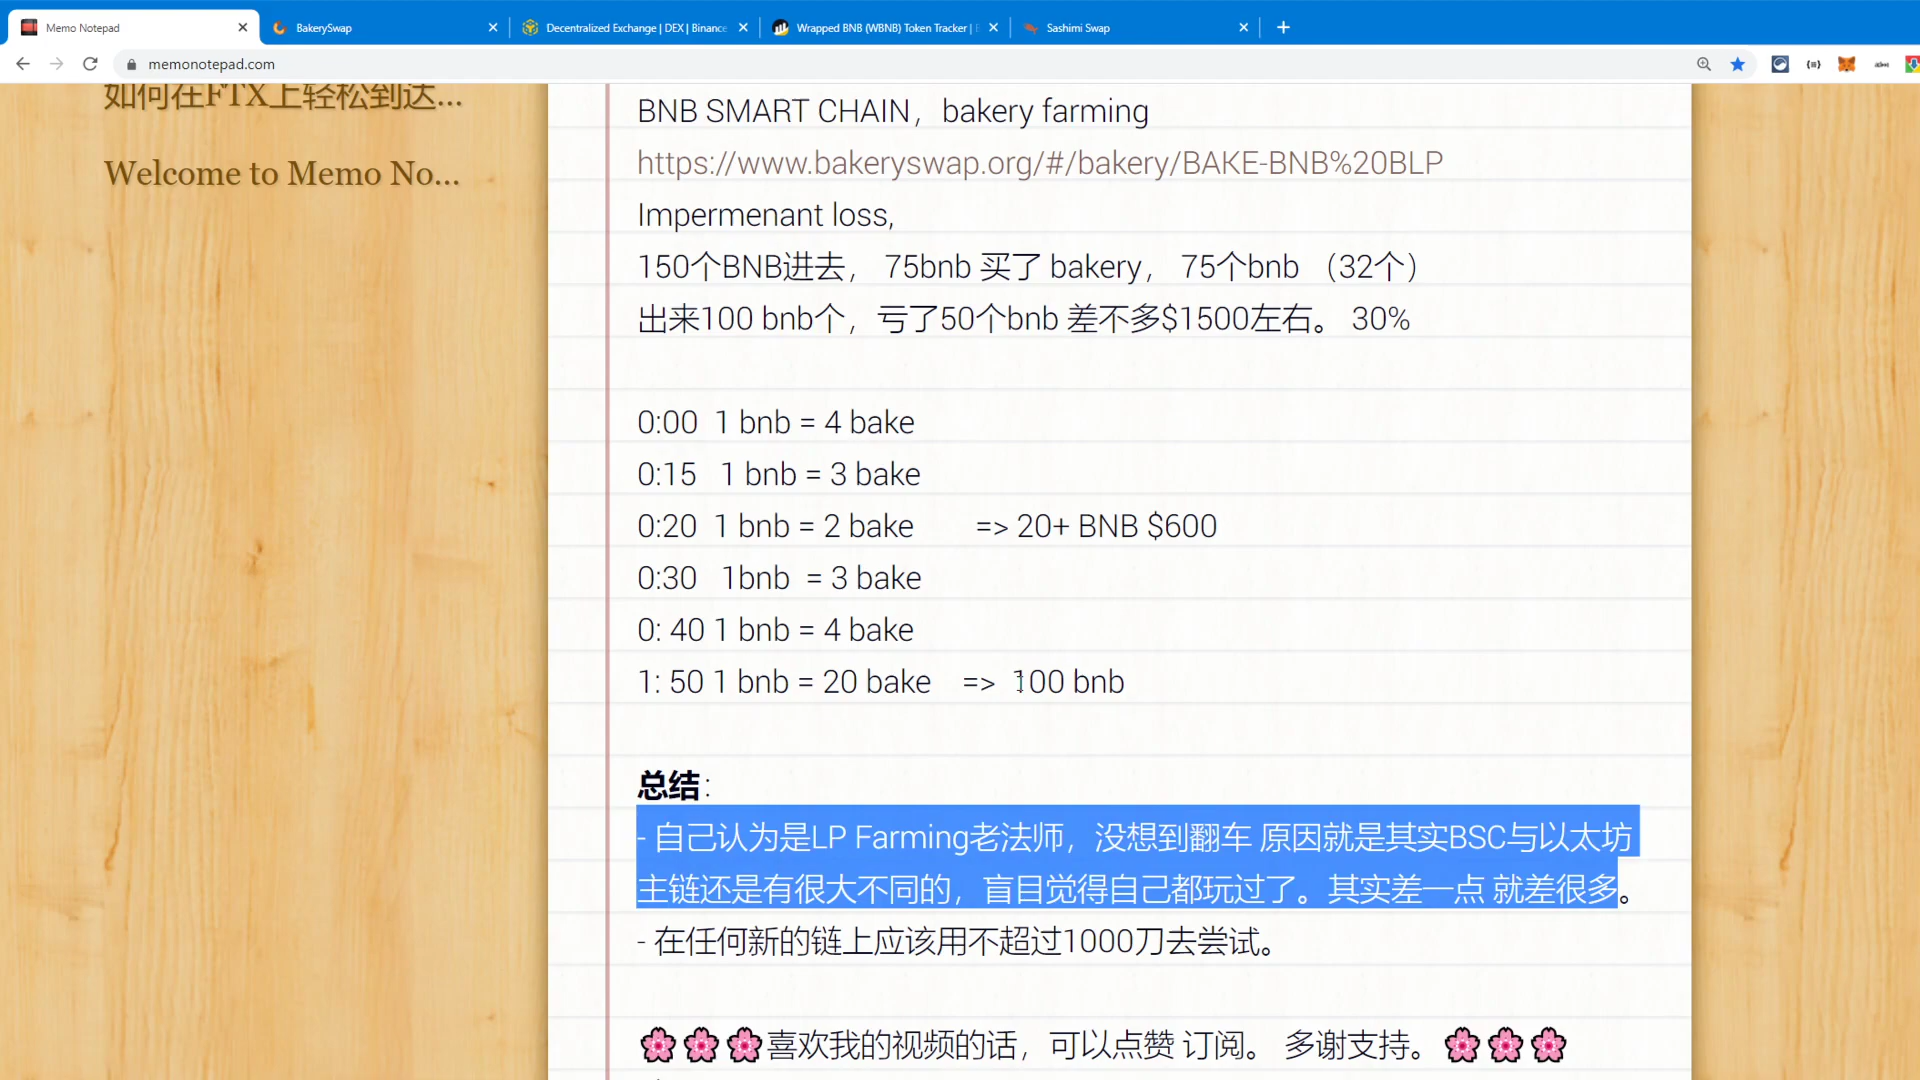 Memo Notepad
BakerySwap
Decentralized Exchange | DEX | Binance
Wrapped BNB (WBNB) Token Tracker |
Sashimi Swap
memonotepad.com
如何在FTX上轻松到达...
Welcome to Memo No...
BNB SMART CHAIN，bakery farming
https://www.bakeryswap.org/#/bakery/BAKE-BNB%20BLP
Impermenant loss,
150个BNB进去， 75bnb 买了 bakery， 75个bnb （32个）
出来100 bnb个，亏了50个bnb 差不多$1500左右。 30%
0:00 1 bnb = 4 bake
0:15 1 bnb = 3 bake
0:20 1 bnb = 2 bake => 20+ BNB $600
0:30 1bnb = 3 bake
0: 40 1 bnb = 4 bake
1: 50 1 bnb = 20 bake => 100 bnb
总结：
- 自己认为是LP Farming老法师，没想到翻车 原因就是其实BSC与以太坊
主链还是有很大不同的，盲目觉得自己都玩过了。其实差一点 就差很多。
- 在任何新的链上应该用不超过1000刀去尝试。
🌸🌸🌸喜欢我的视频的话，可以点赞 订阅。 多谢支持。🌸🌸🌸